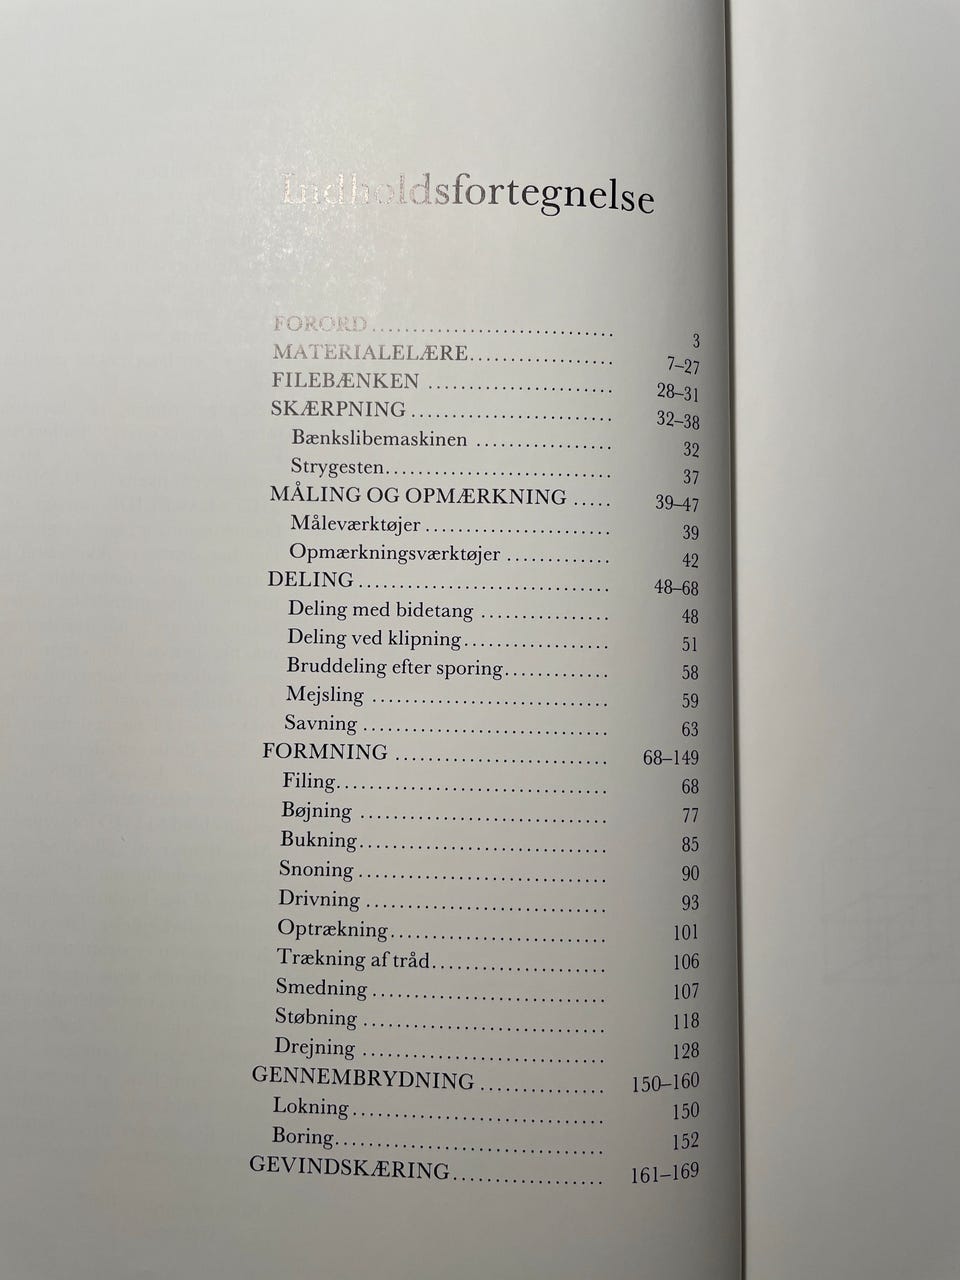 Indholdsfortegnelse
FORORD.............................. 3
MATERIALELÆRE.................. 7–27
FILEBÆNKEN ....................... 28–31
SKÆRPNING ......................... 32–38
Bænkslibemaskinen ................. 32
Strygesten............................ 37
MÅLING OG OPMÆRKNING ..... 39–47
Måleværktøjer ....................... 39
Opmærkningsværktøjer ............. 42
DELING ............................... 48–68
Deling med bidetang ................ 48
Deling ved klipning.................. 51
Bruddeling efter sporing............. 58
Mejsling ............................. 59
Savning .............................. 63
FORMNING .......................... 68–149
Filing................................. 68
Bøjning .............................. 77
Bukning.............................. 85
Snoning .............................. 90
Drivning ............................. 93
Optrækning.......................... 101
Trækning af tråd..................... 106
Smedning ............................ 107
Støbning ............................. 118
Drejning ............................. 128
GENNEMBRYDNING ............... 150–160
Lokning .............................. 150
Boring................................ 152
GEVINDSKÆRING................... 161–169